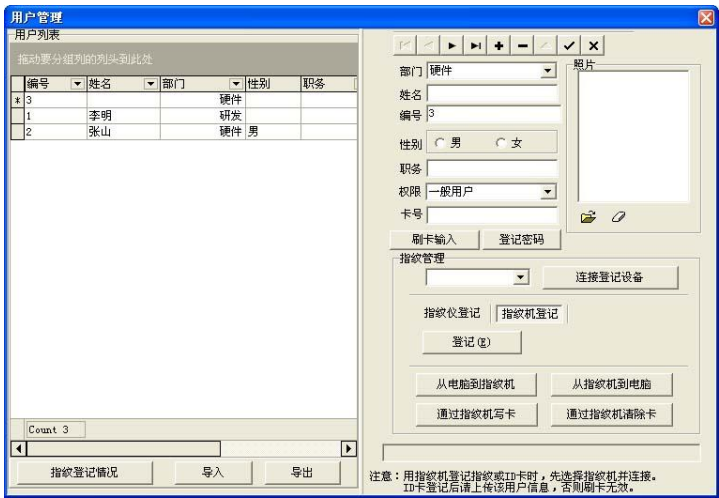 用户管理
用户列表
拖动要分组列的列头到此处
编号 姓名 部门 性别 职务
* 3 硬件
1 李明 研发
2 张山 硬件 男
Count 3
指纹登记情况 导入 导出
部门 硬件
照片
姓名
编号 3
性别 男 女
职务
权限 一般用户
卡号
刷卡输入 登记密码
指纹管理
连接登记设备
指纹仪登记 指纹机登记
登记(E)
从电脑到指纹机 从指纹机到电脑
通过指纹机写卡 通过指纹机清除卡
注意：用指纹机登记指纹或ID卡时，先选择指纹机并连接。
ID卡登记后请上传该用户信息，否则刷卡无效。